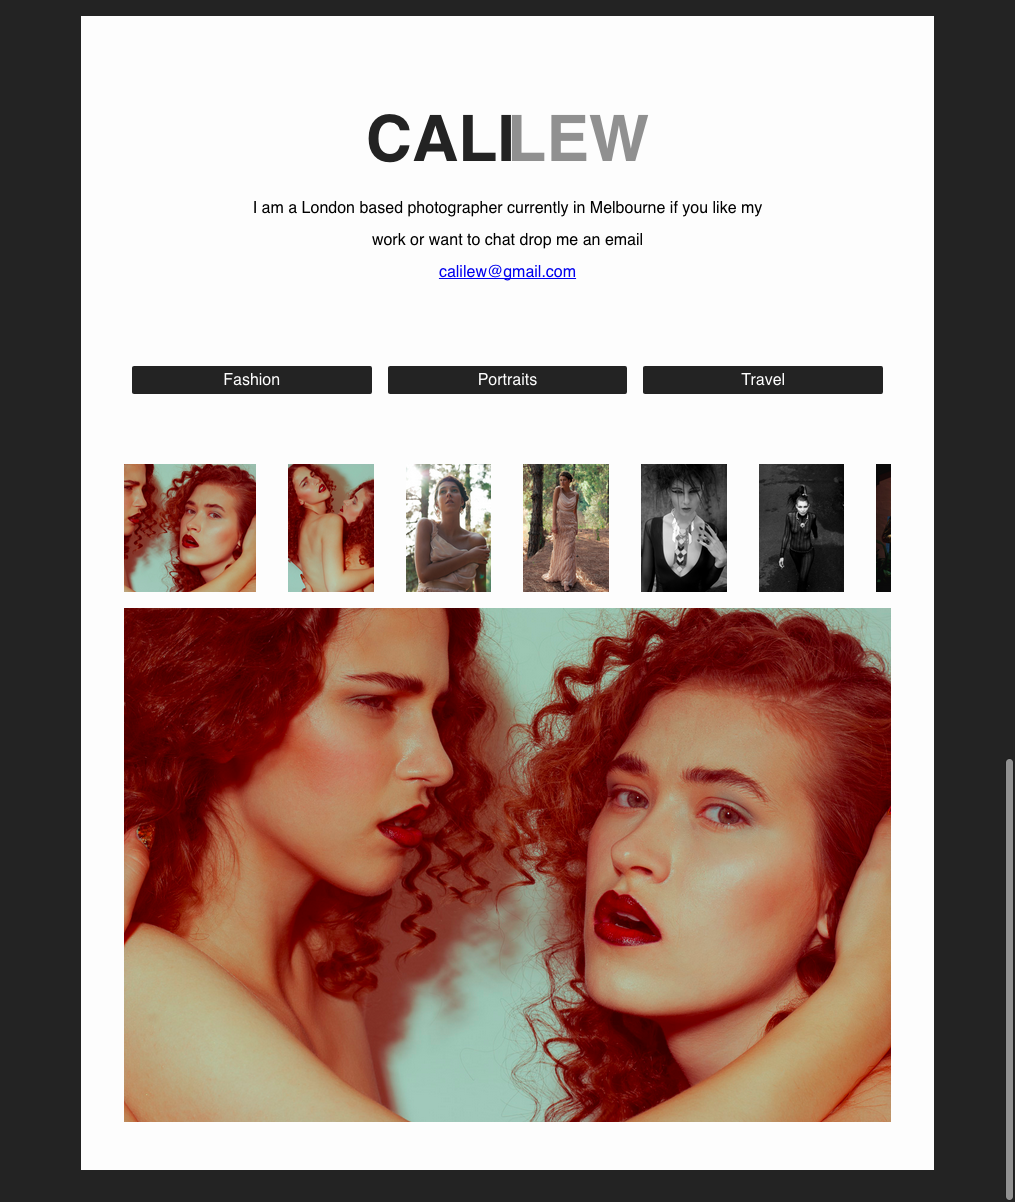 CALILEW
I am a London based photographer currently in Melbourne if you like my
work or want to chat drop me an email
calilew@gmail.com
Fashion
Portraits
Travel